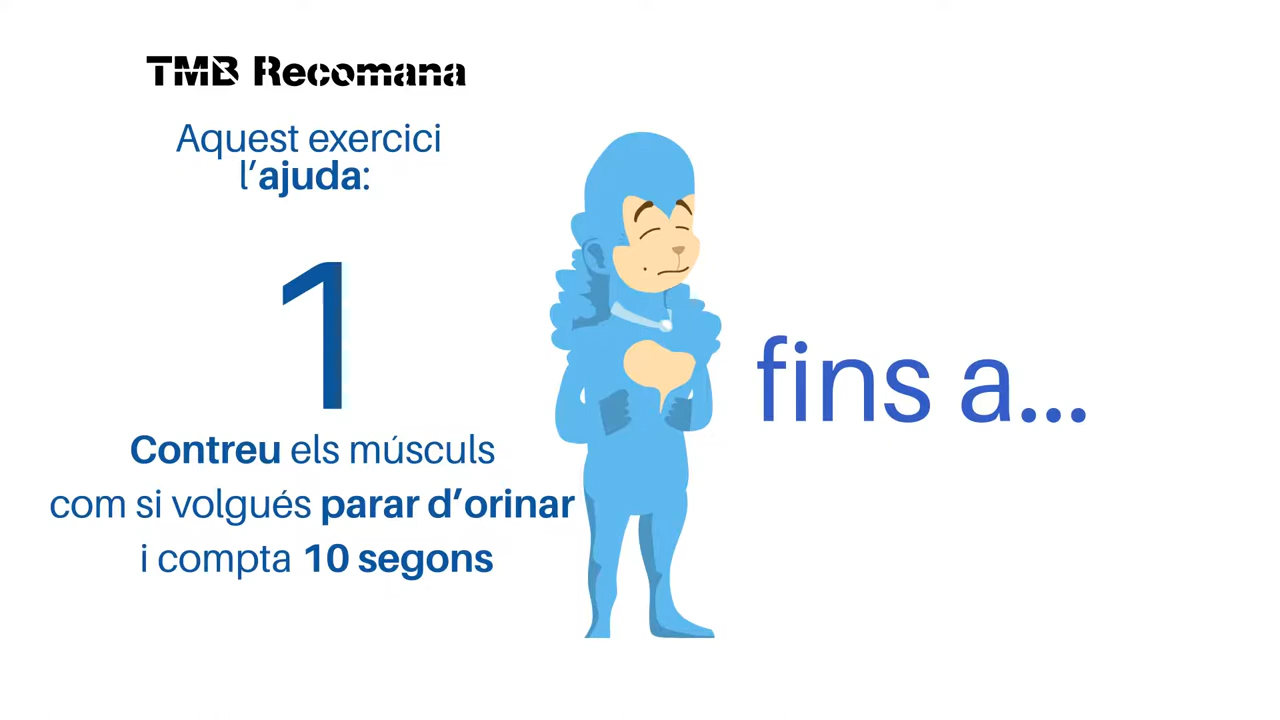 TMB Recomana
Aquest exercici
l’ajuda:
1
Contreu els músculs
com si volgués parar d’orinar
i compta 10 segons
fins a...